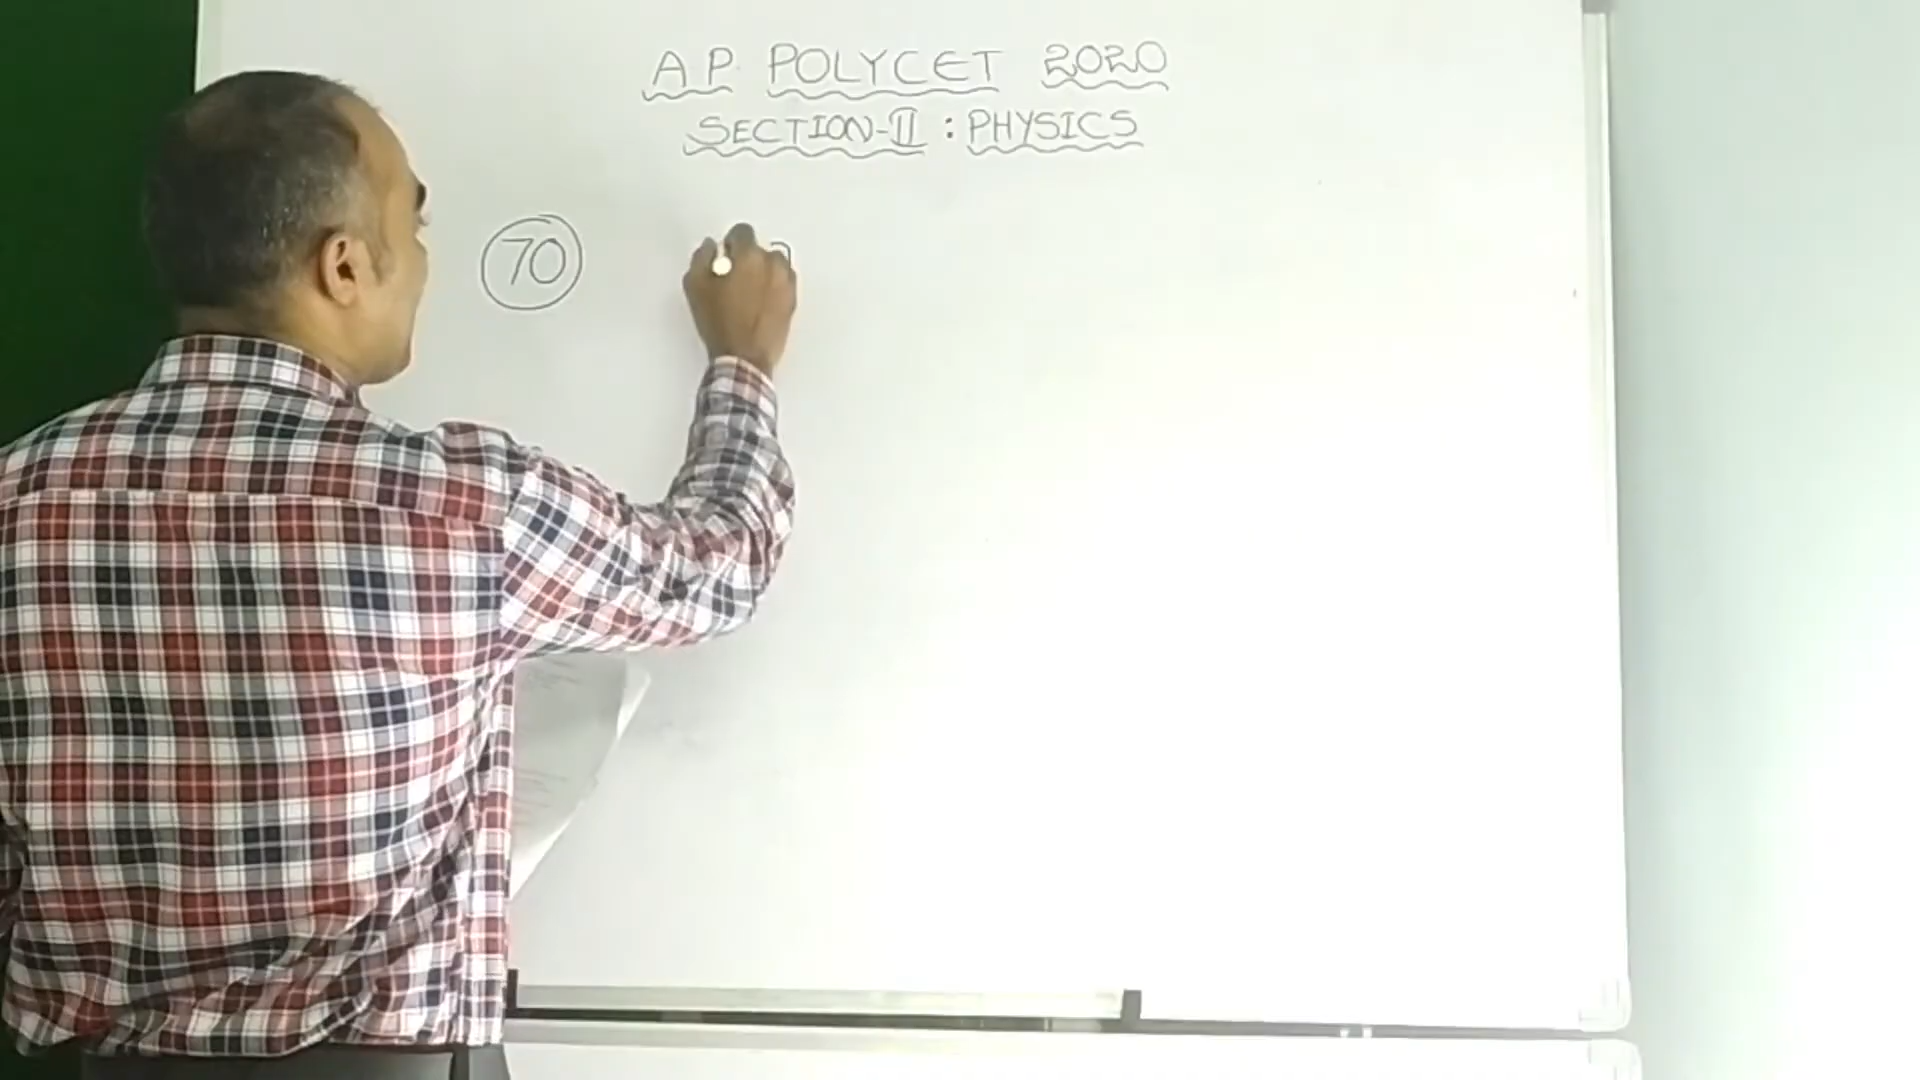 A.P. POLYCET 2020
SECTION-II : PHYSICS
70